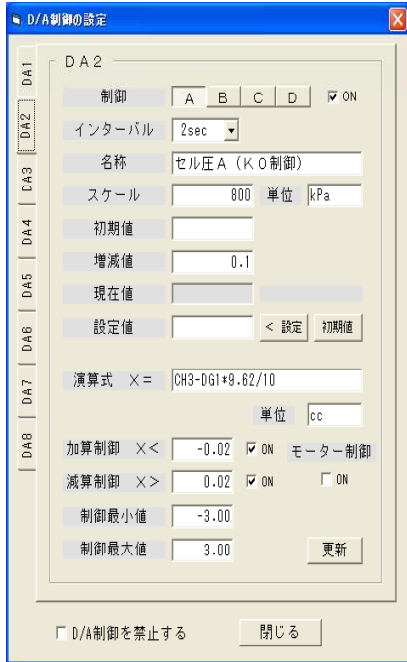 D/A制御の設定
DA1
DA2
DA3
DA4
DA5
DA6
DA7
DA8
DA2
制御 A B C D ON
インターバル 2sec
名称 セル圧A(KO制御)
スケール 800 単位 kPa
初期値
増減値 0.1
現在値
設定値 < 設定 初期値
演算式 X= CH3-DG1*9.62/10
単位 cc
加算制御 X< -0.02 ON モーター制御
減算制御 X> 0.02 ON ON
制御最小値 -3.00
制御最大値 3.00 更新
D/A制御を禁止する 閉じる